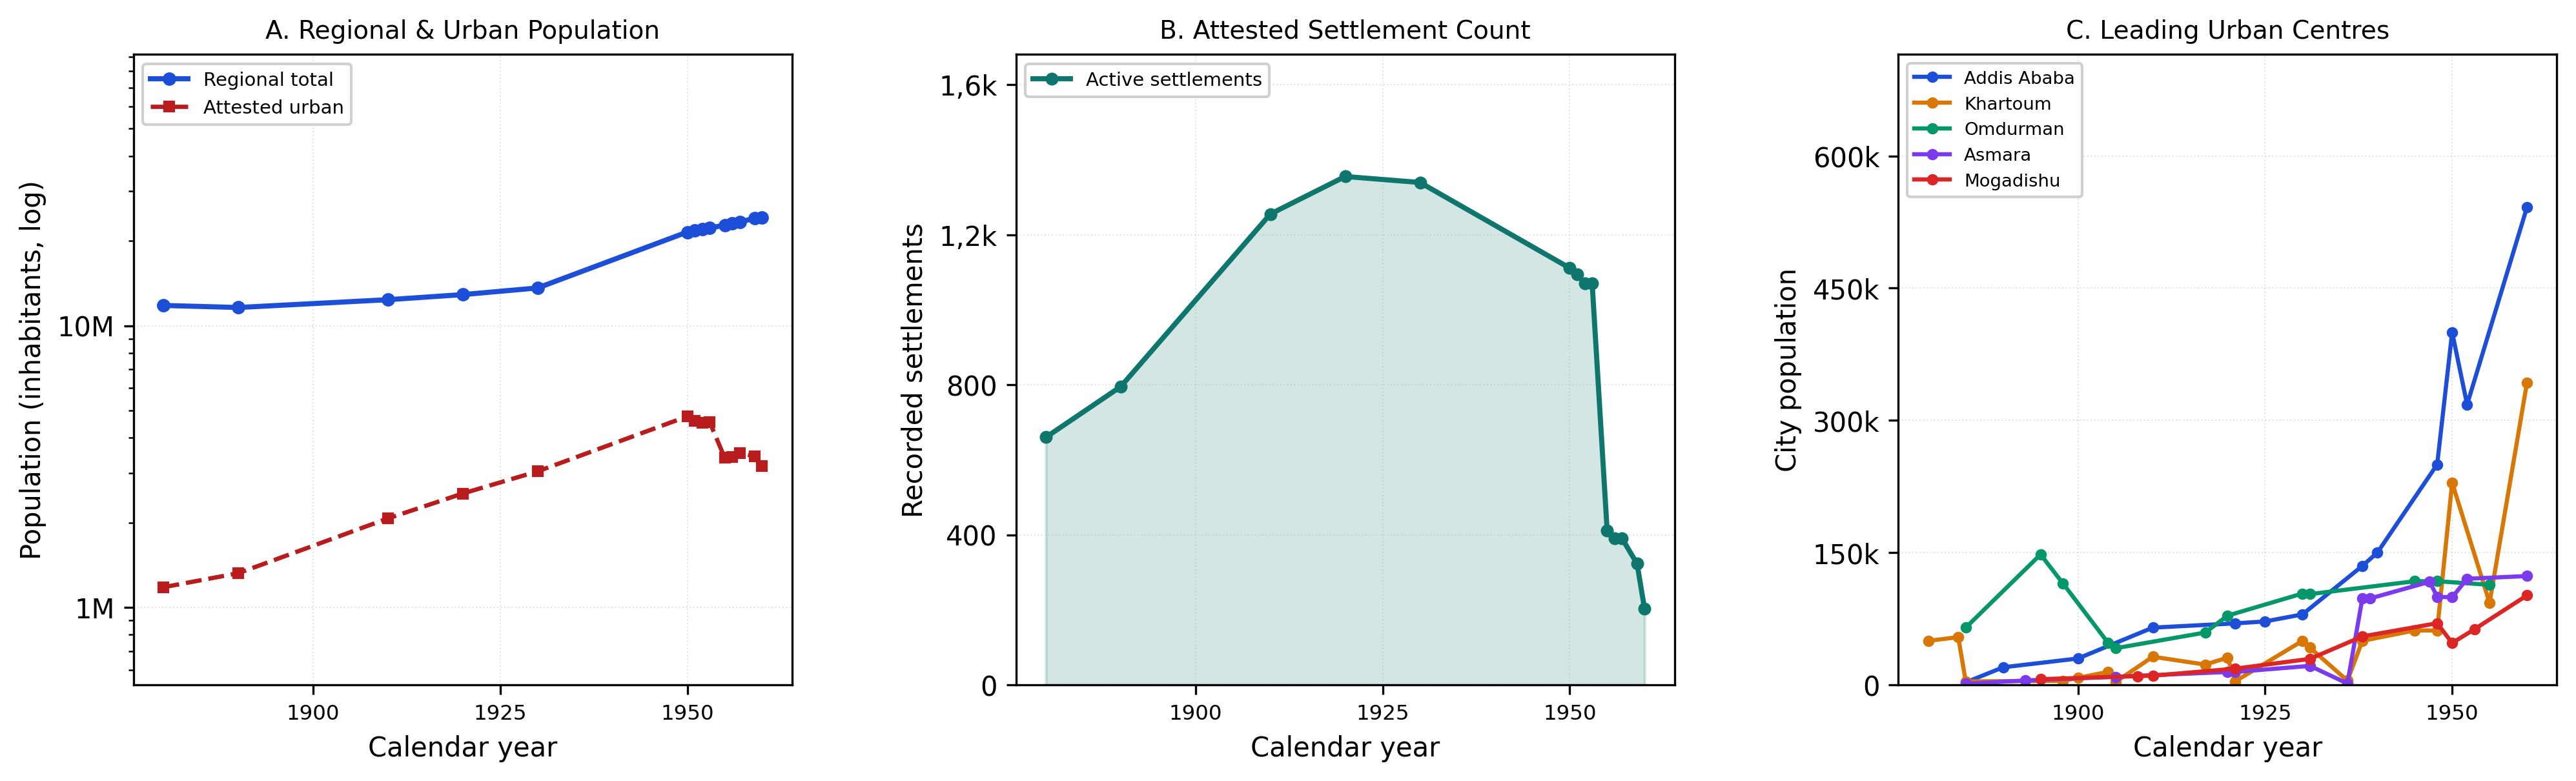 A. Regional & Urban Population
Population (inhabitants, log)
10M
1M
Regional total
Attested urban
1900
1925
1950
Calendar year
B. Attested Settlement Count
Recorded settlements
1,6k
1,2k
800
400
0
Active settlements
1900
1925
1950
Calendar year
C. Leading Urban Centres
City population
600k
450k
300k
150k
0
Addis Ababa
Khartoum
Omdurman
Asmara
Mogadishu
1900
1925
1950
Calendar year